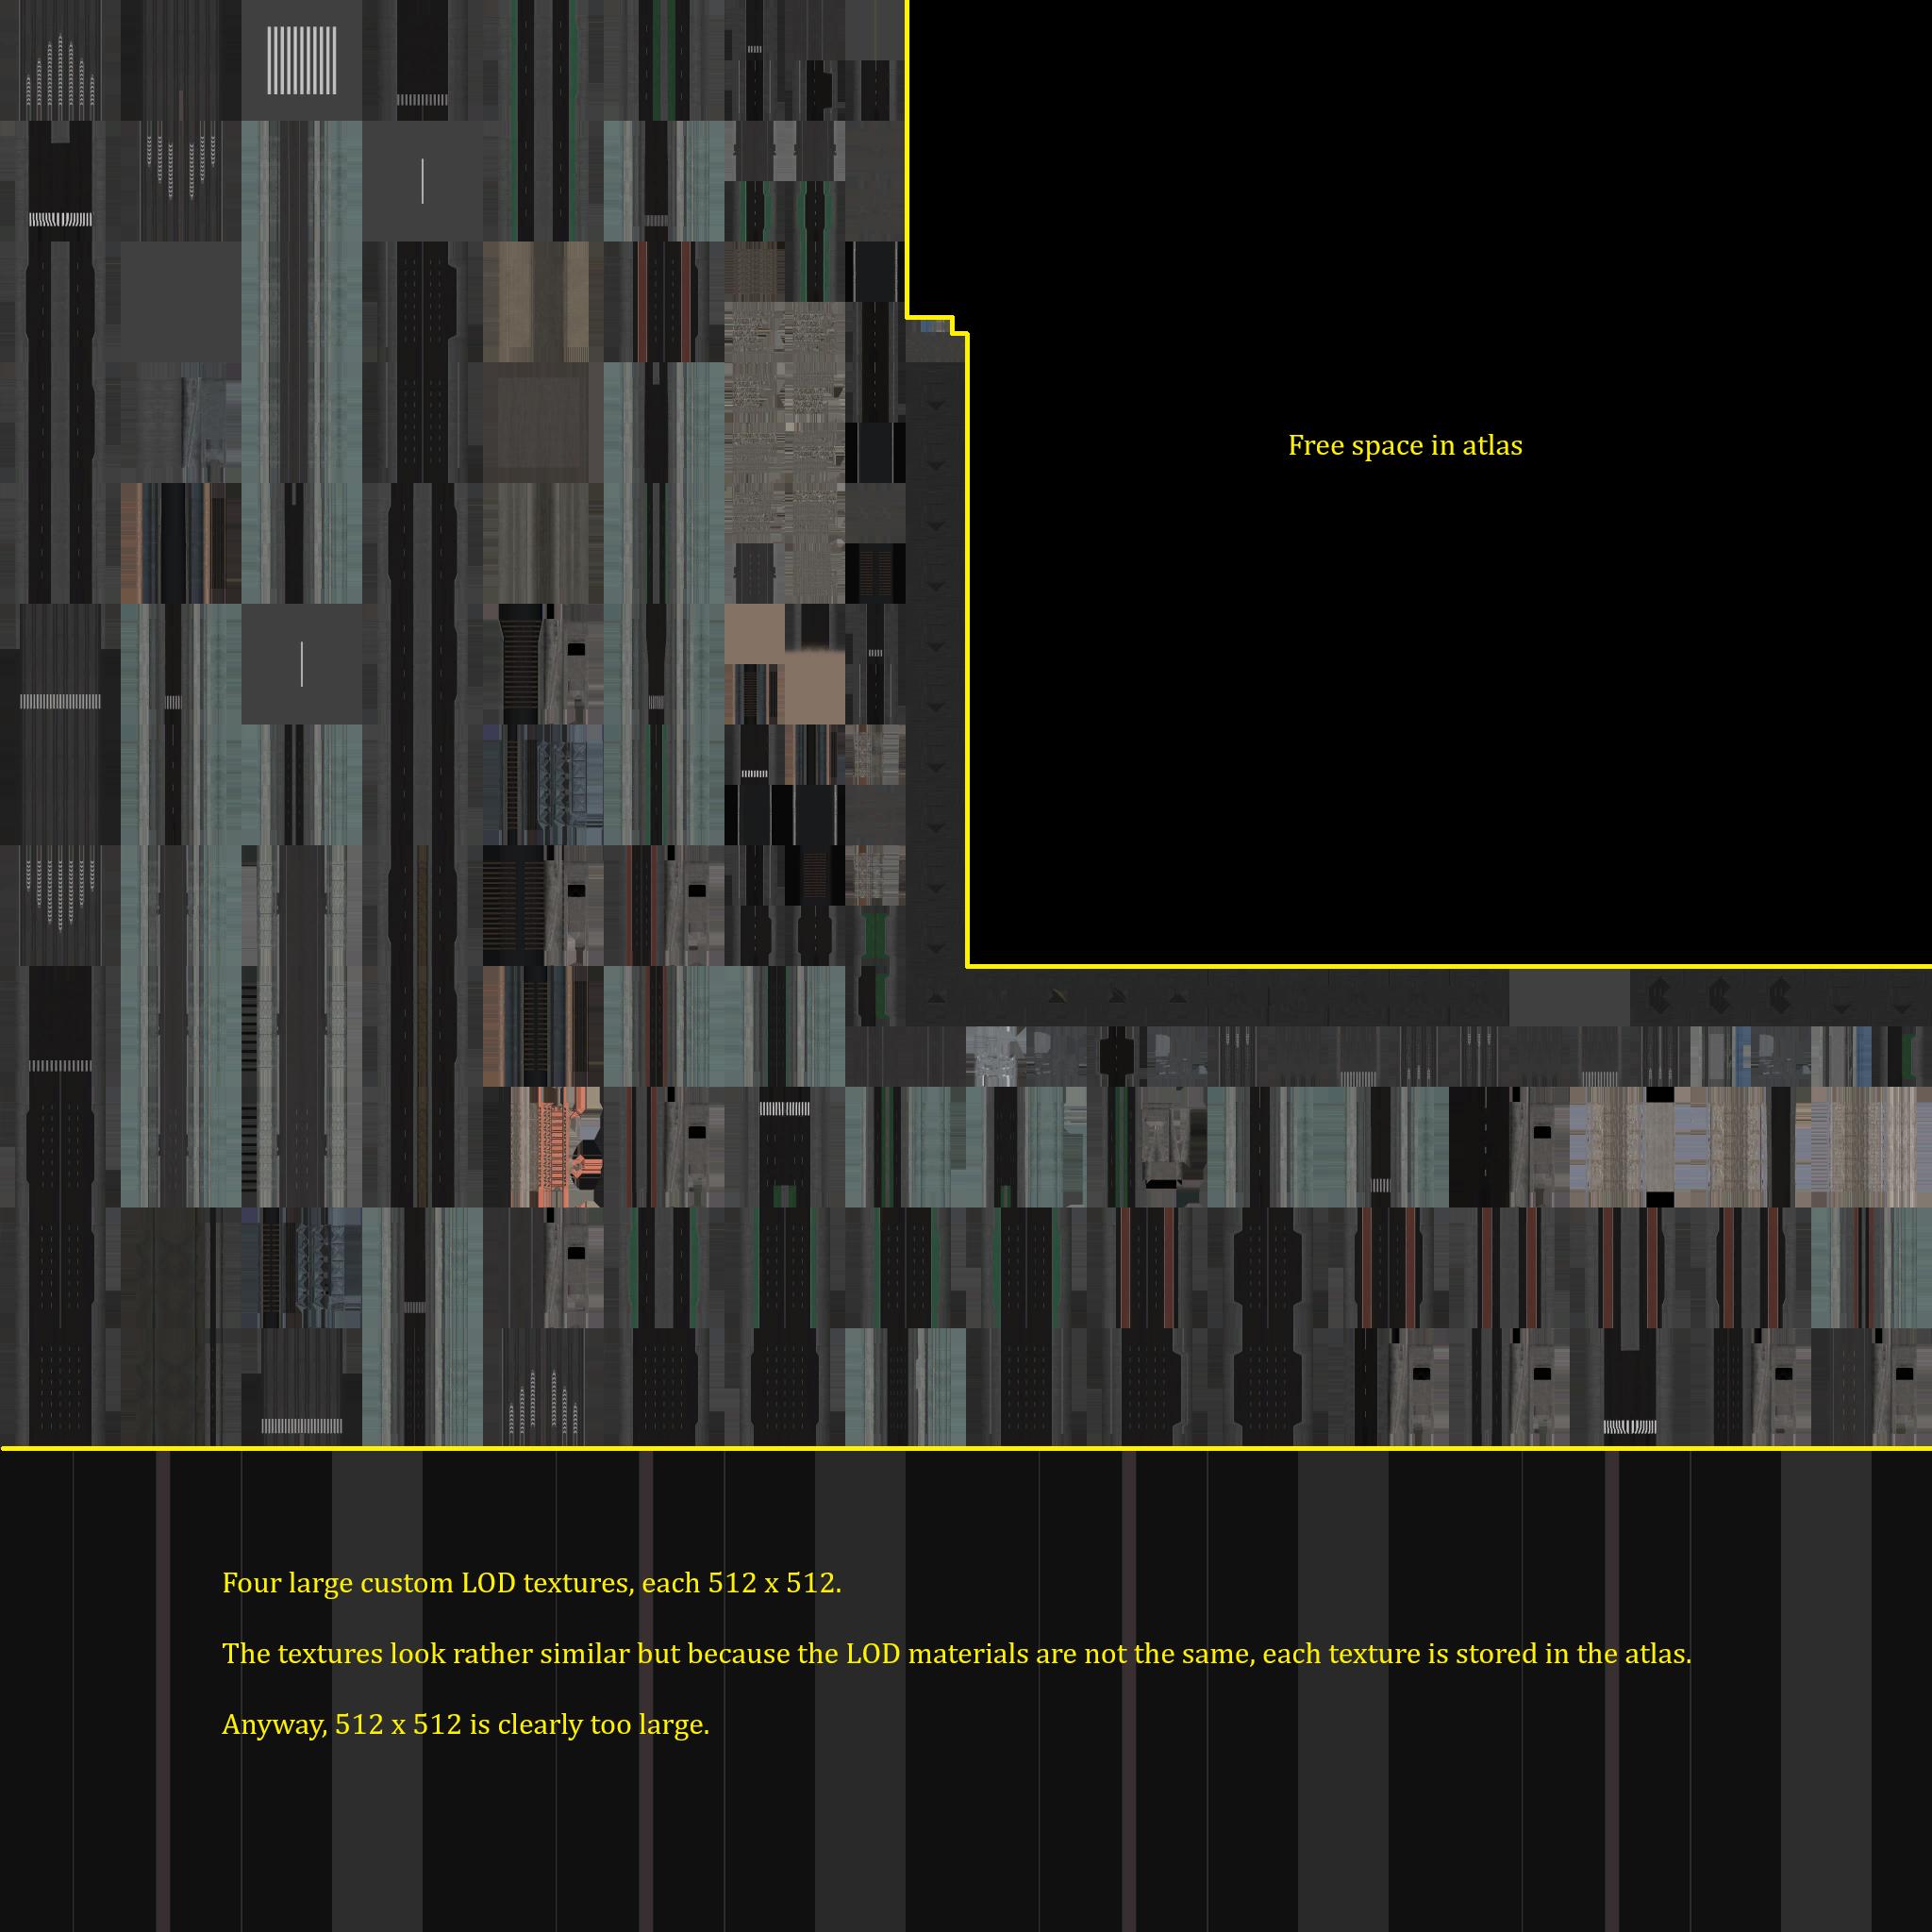 Free space in atlas
Four large custom LOD textures, each 512 x 512.
The textures look rather similar but because the LOD materials are not the same, each texture is stored in the atlas.
Anyway, 512 x 512 is clearly too large.